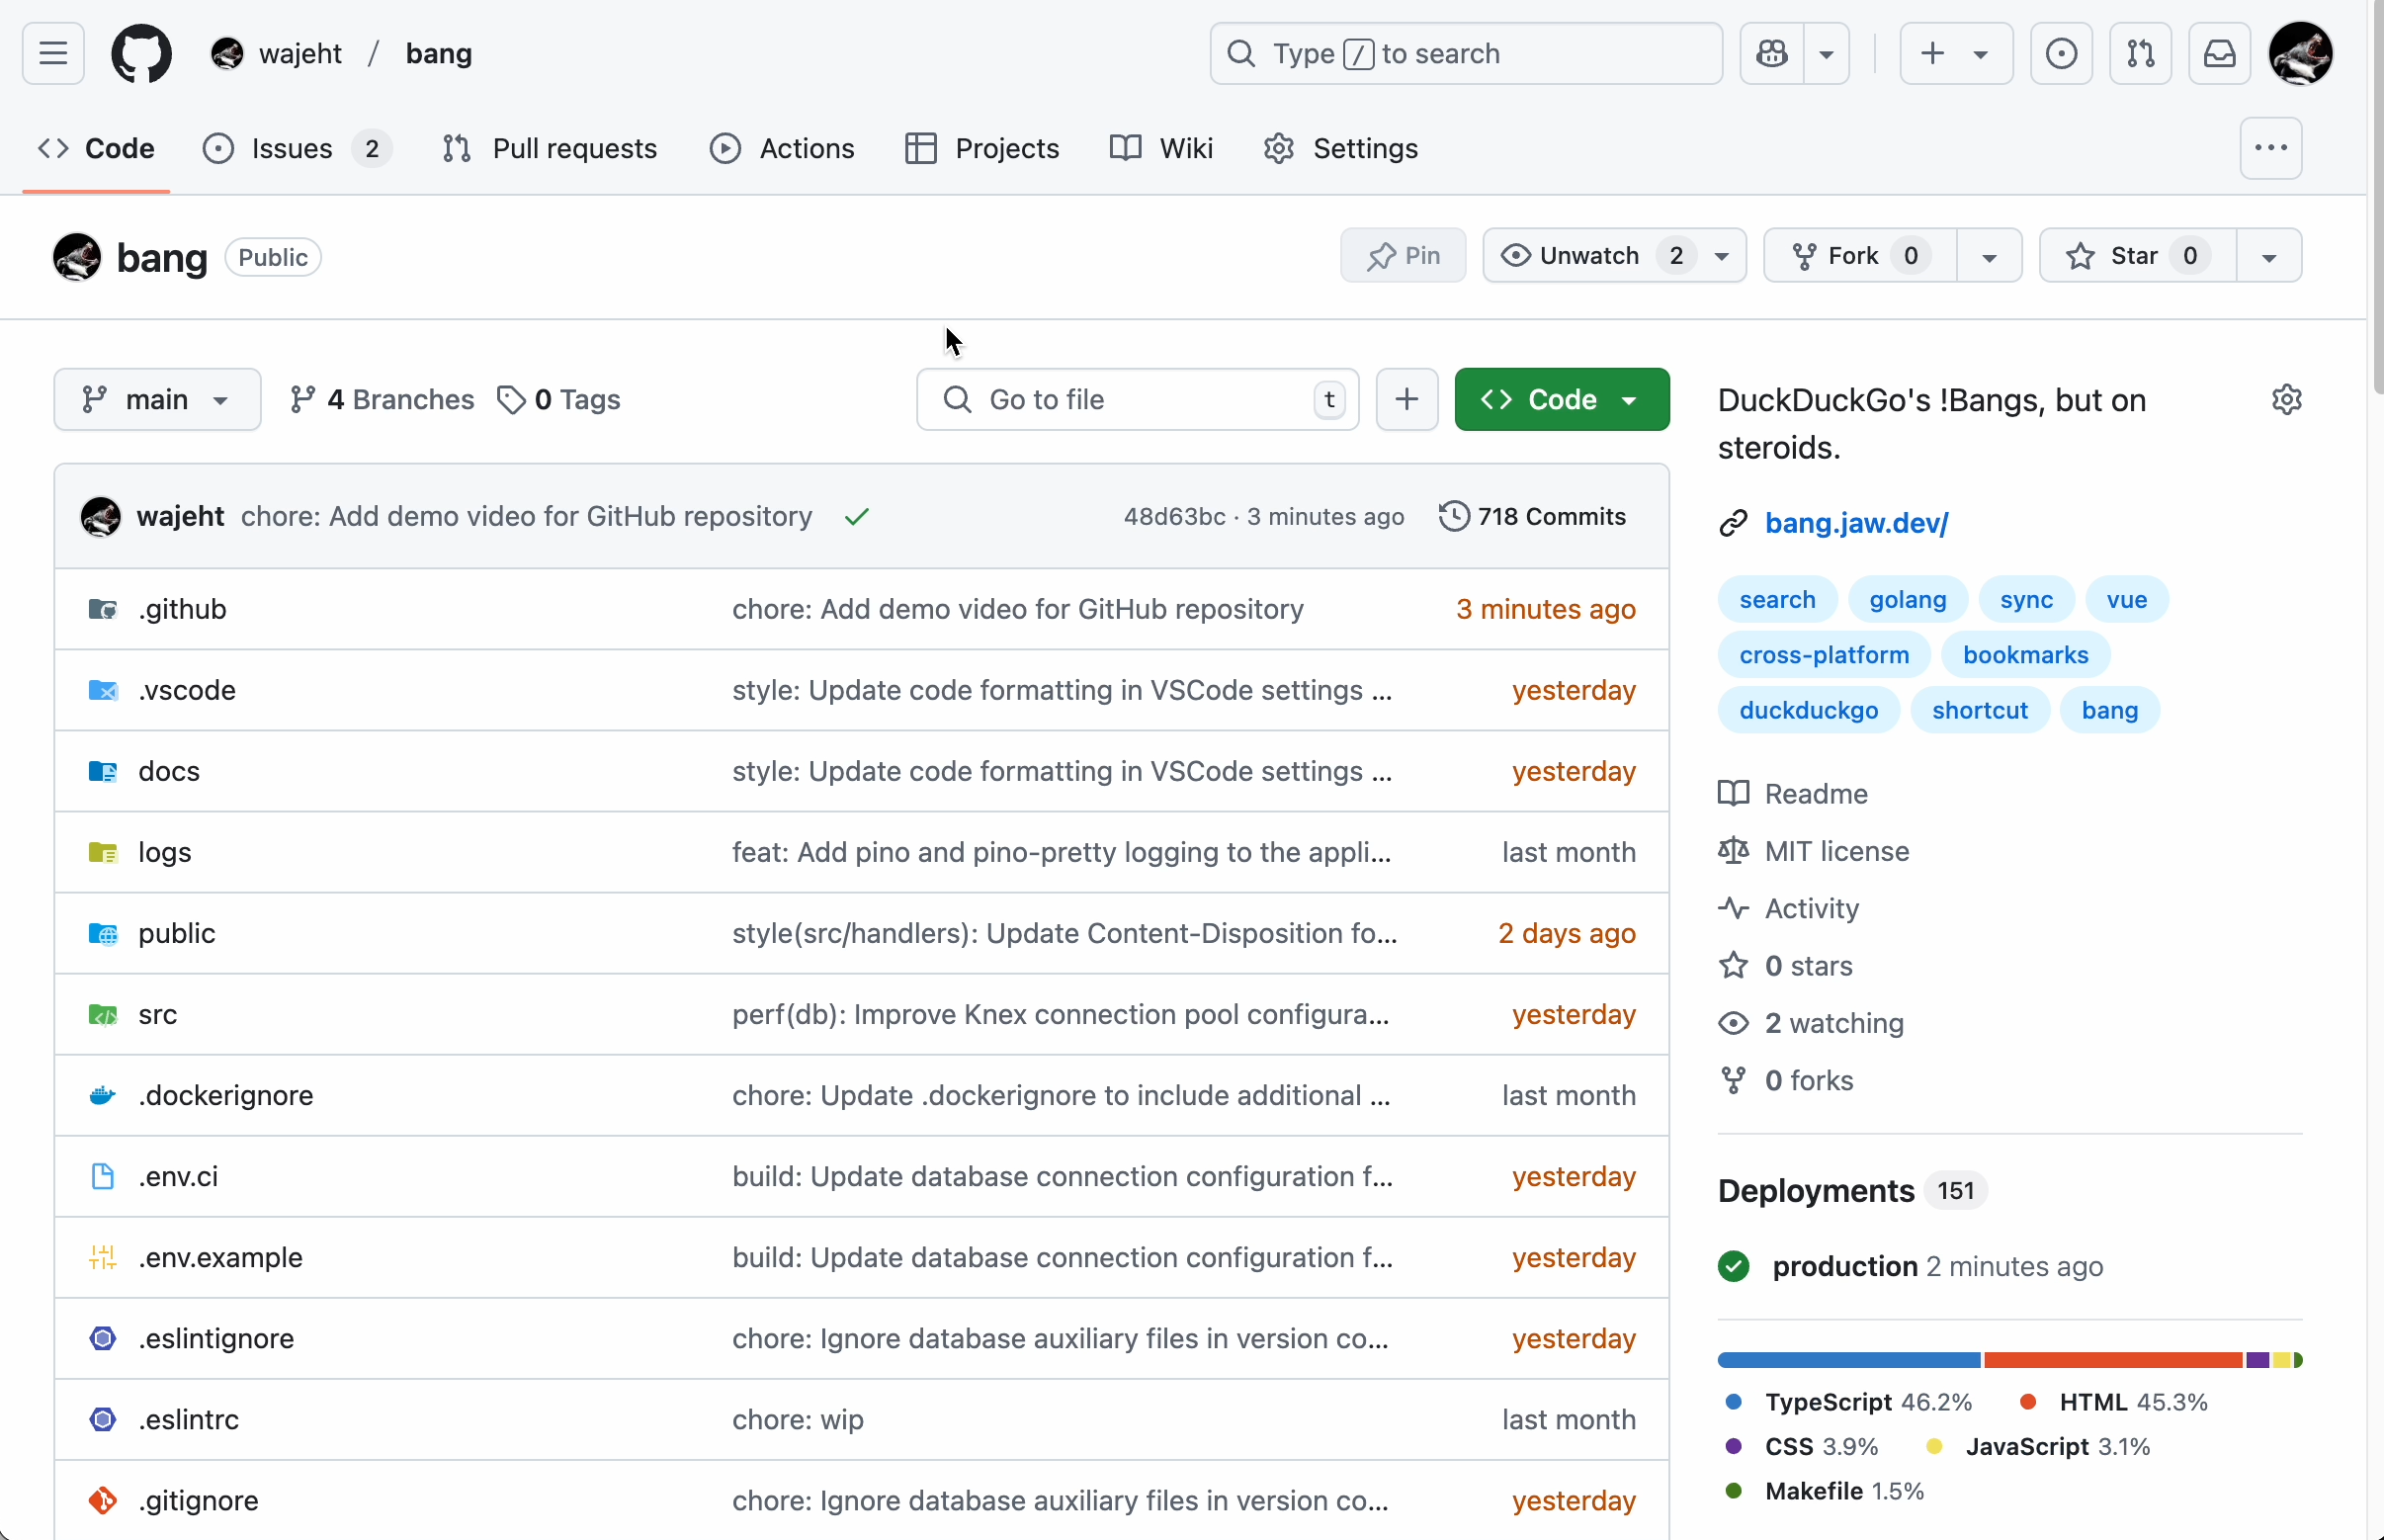 wajeht / bang
Type / to search
Code
Issues 2
Pull requests
Actions
Projects
Wiki
Settings
bang Public
Pin
Unwatch 2
Fork 0
Star 0
main
4 Branches
0 Tags
Go to file t
Code
wajeht chore: Add demo video for GitHub repository
48d63bc · 3 minutes ago
718 Commits
.github chore: Add demo video for GitHub repository 3 minutes ago
.vscode style: Update code formatting in VSCode settings ... yesterday
docs style: Update code formatting in VSCode settings ... yesterday
logs feat: Add pino and pino-pretty logging to the appli... last month
public style(src/handlers): Update Content-Disposition fo... 2 days ago
src perf(db): Improve Knex connection pool configura... yesterday
.dockerignore chore: Update .dockerignore to include additional ... last month
.env.ci build: Update database connection configuration f... yesterday
.env.example build: Update database connection configuration f... yesterday
.eslintignore chore: Ignore database auxiliary files in version co... yesterday
.eslintrc chore: wip last month
.gitignore chore: Ignore database auxiliary files in version co... yesterday
DuckDuckGo's !Bangs, but on
steroids.
bang.jaw.dev/
search golang sync vue
cross-platform bookmarks
duckduckgo shortcut bang
Readme
MIT license
Activity
0 stars
2 watching
0 forks
Deployments 151
production 2 minutes ago
TypeScript 46.2% HTML 45.3%
CSS 3.9% JavaScript 3.1%
Makefile 1.5%